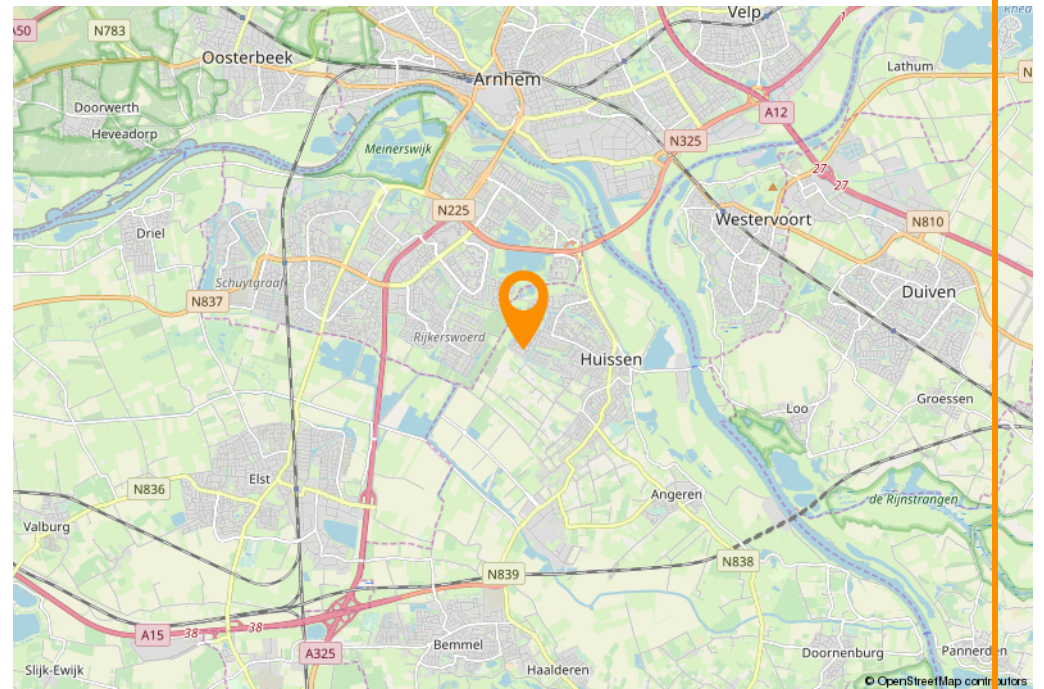 Velp
A50
N783
Oosterbeek
Lathum
Arnhem
N
Doorwerth
A12
Heveadorp
N325
Meinerswijk
27
27
N225
Westervoort
N810
Driel
Schuytgraaf
Duiven
N837
Rijkerswoerd
Huissen
Groessen
Loo
Elst
N836
Angeren
de Rijnstrangen
Valburg
N838
N839
A15
38
38
A325
Bemmel
Doornenburg
Pannerden
Slijk-Ewijk
Haalderen
© OpenStreetMap contributors